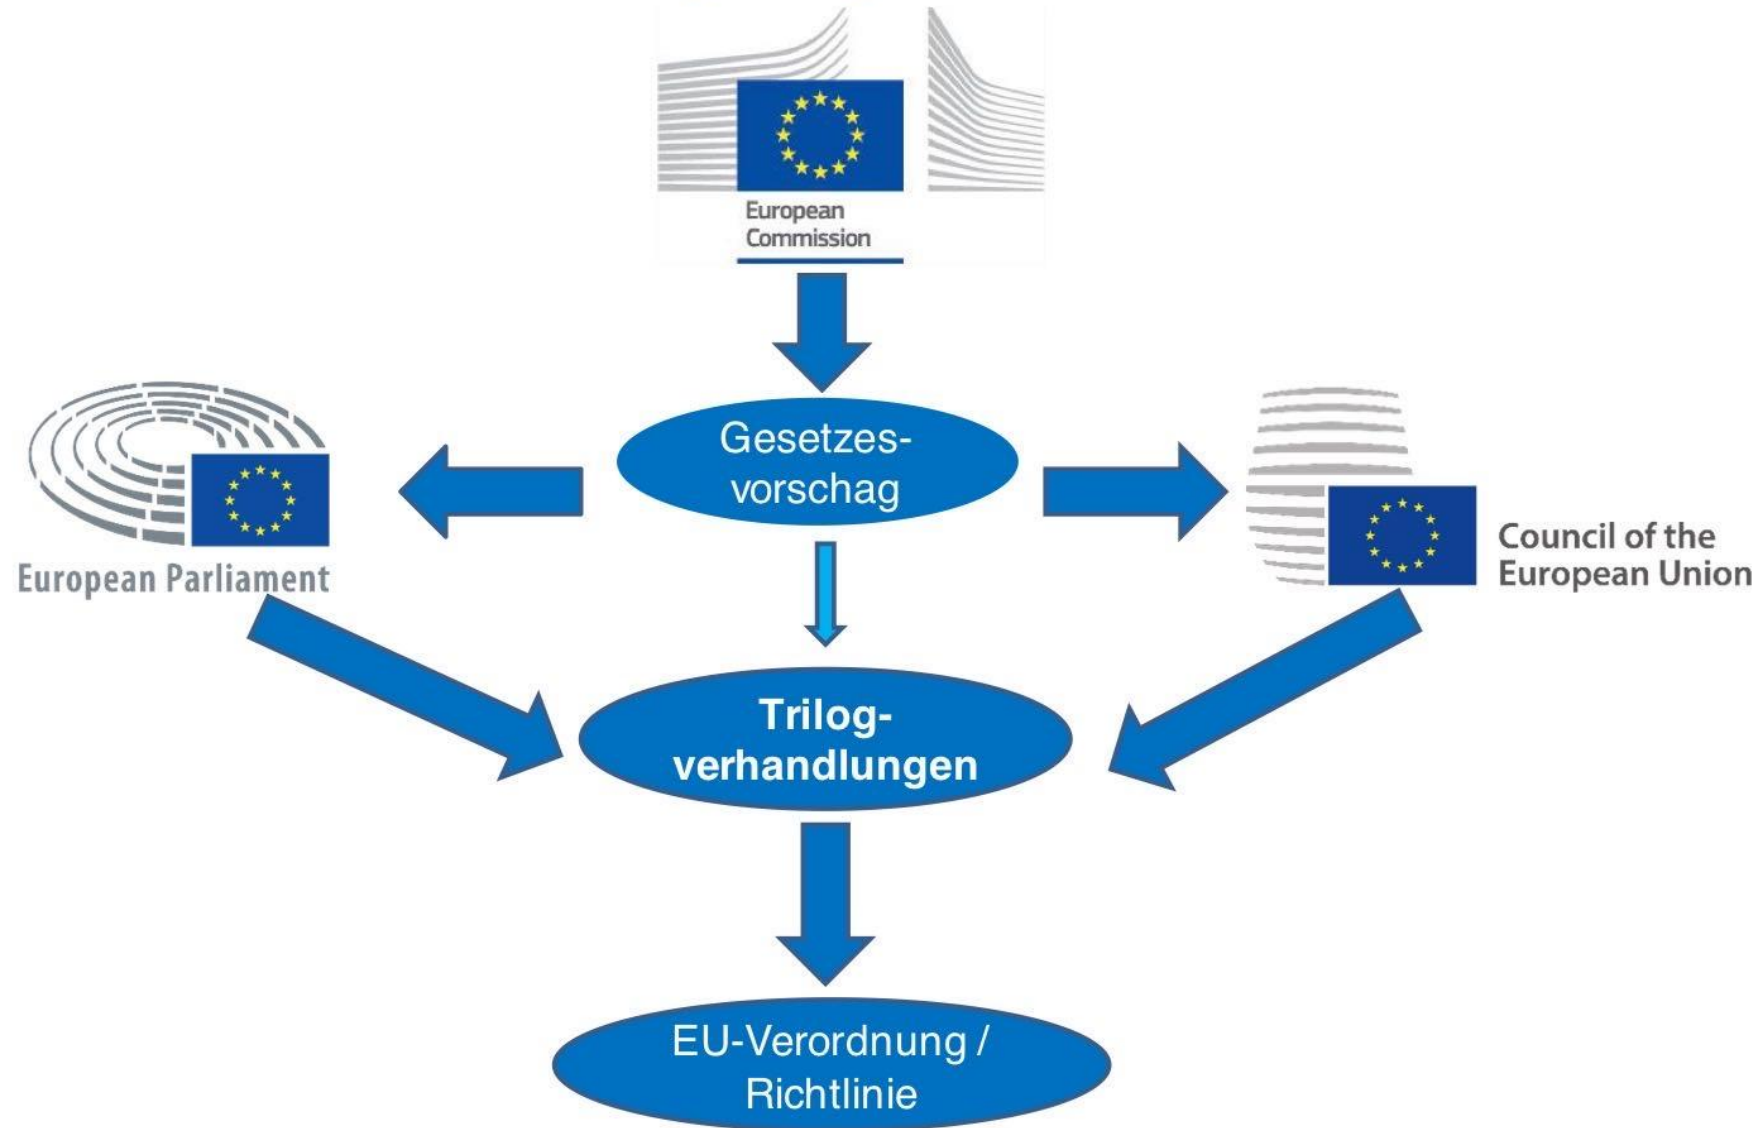 European
Commission
Gesetzes-
vorschag
European Parliament
Council of the
European Union
Trilog-
verhandlungen
EU-Verordnung /
Richtlinie